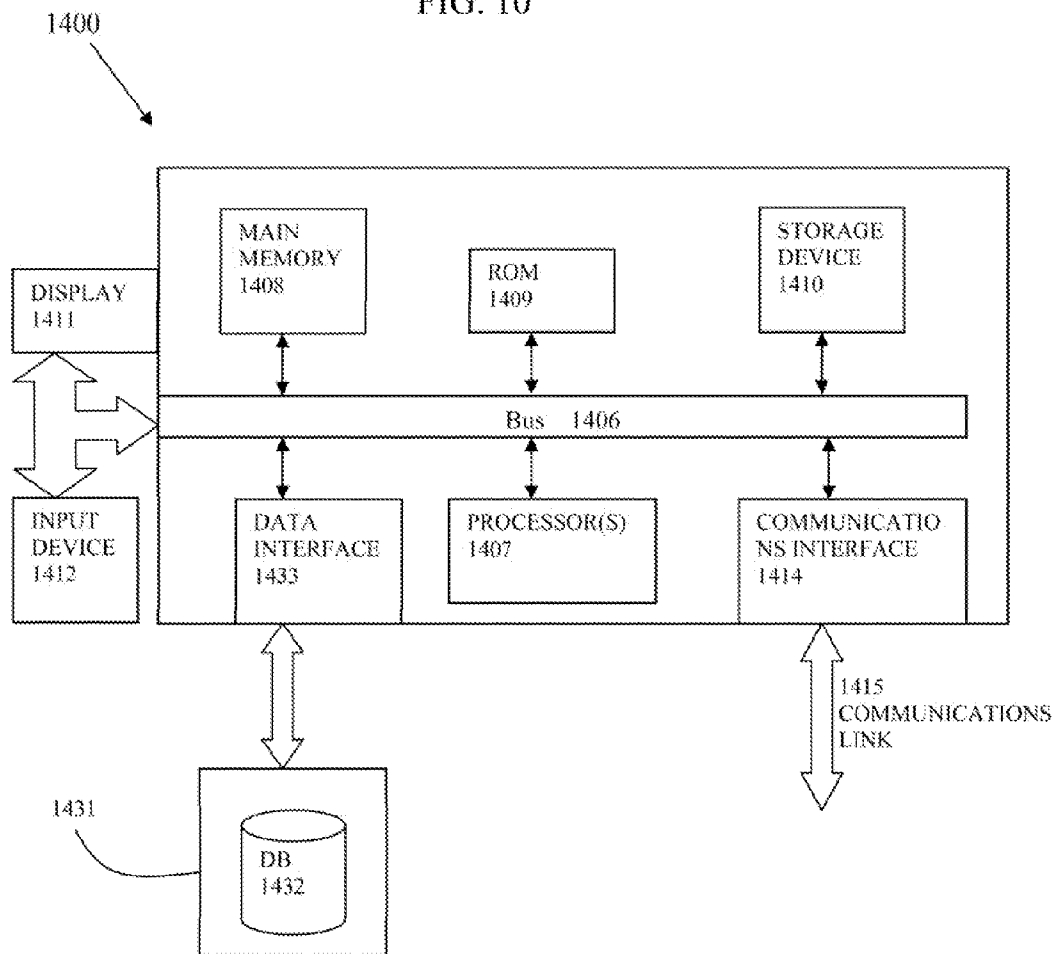 FIG. 10
1400
MAIN
MEMORY
1408
ROM
1409
STORAGE
DEVICE
1410
DISPLAY
1411
Bus 1406
INPUT
DEVICE
1412
DATA
INTERFACE
1433
PROCESSOR(S)
1407
COMMUNICATIO
NS INTERFACE
1414
1415
COMMUNICATIONS
LINK
1431
DB
1432